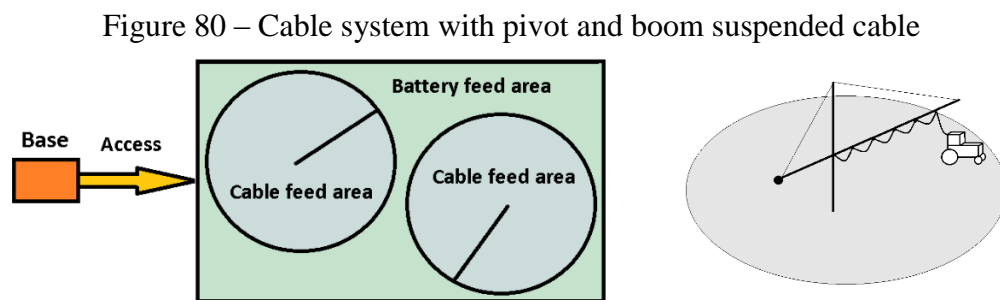 Figure 80 – Cable system with pivot and boom suspended cable
Battery feed area
Base
Access
Cable feed area
Cable feed area